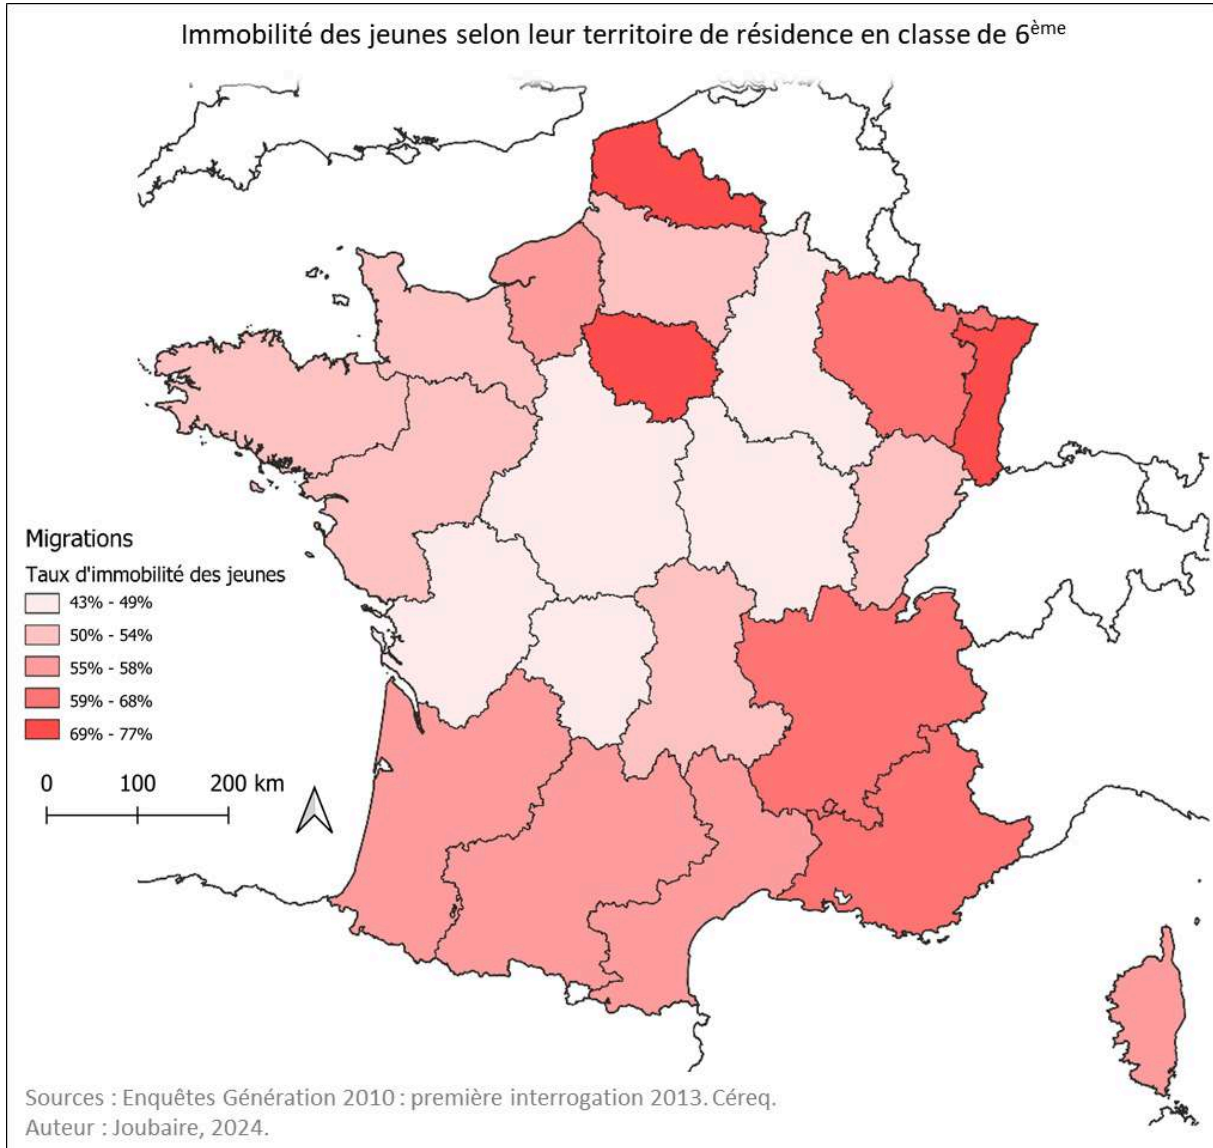 Immobilité des jeunes selon leur territoire de résidence en classe de 6ème
Migrations
Taux d'immobilité des jeunes
43% - 49%
50% - 54%
55% - 58%
59% - 68%
69% - 77%
0 100 200 km
Sources : Enquêtes Génération 2010 : première interrogation 2013. Céreq.
Auteur : Joubaire, 2024.